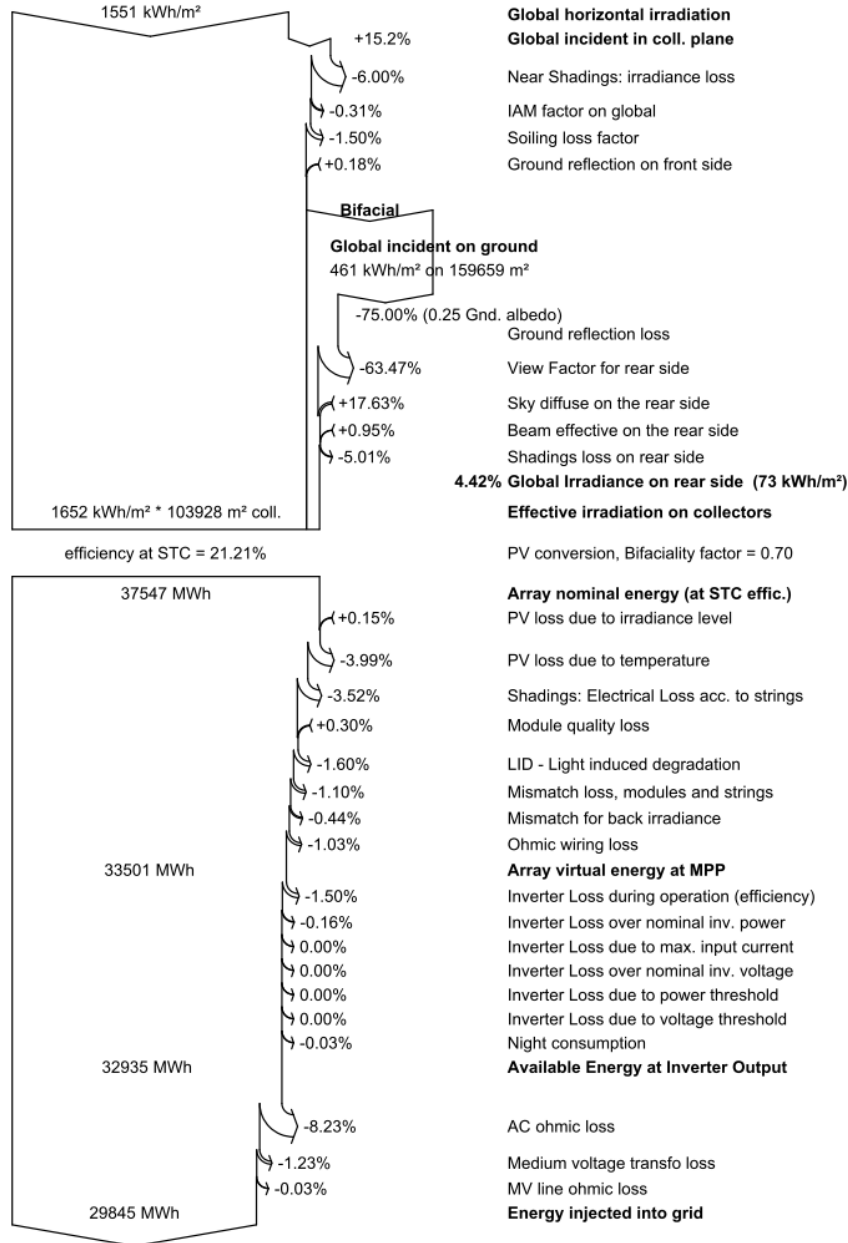 1551 kWh/m² Global horizontal irradiation
+15.2% Global incident in coll. plane
-6.00% Near Shadings: irradiance loss
-0.31% IAM factor on global
-1.50% Soiling loss factor
+0.18% Ground reflection on front side
Bifacial
Global incident on ground
461 kWh/m² on 159659 m²
-75.00% (0.25 Gnd. albedo)
Ground reflection loss
-63.47% View Factor for rear side
+17.63% Sky diffuse on the rear side
+0.95% Beam effective on the rear side
-5.01% Shadings loss on rear side
4.42% Global Irradiance on rear side (73 kWh/m²)
1652 kWh/m² * 103928 m² coll. Effective irradiation on collectors
efficiency at STC = 21.21% PV conversion, Bifaciality factor = 0.70
37547 MWh Array nominal energy (at STC effic.)
+0.15% PV loss due to irradiance level
-3.99% PV loss due to temperature
-3.52% Shadings: Electrical Loss acc. to strings
+0.30% Module quality loss
-1.60% LID - Light induced degradation
-1.10% Mismatch loss, modules and strings
-0.44% Mismatch for back irradiance
-1.03% Ohmic wiring loss
33501 MWh Array virtual energy at MPP
-1.50% Inverter Loss during operation (efficiency)
-0.16% Inverter Loss over nominal inv. power
0.00% Inverter Loss due to max. input current
0.00% Inverter Loss over nominal inv. voltage
0.00% Inverter Loss due to power threshold
0.00% Inverter Loss due to voltage threshold
-0.03% Night consumption
32935 MWh Available Energy at Inverter Output
-8.23% AC ohmic loss
-1.23% Medium voltage transfo loss
-0.03% MV line ohmic loss
29845 MWh Energy injected into grid